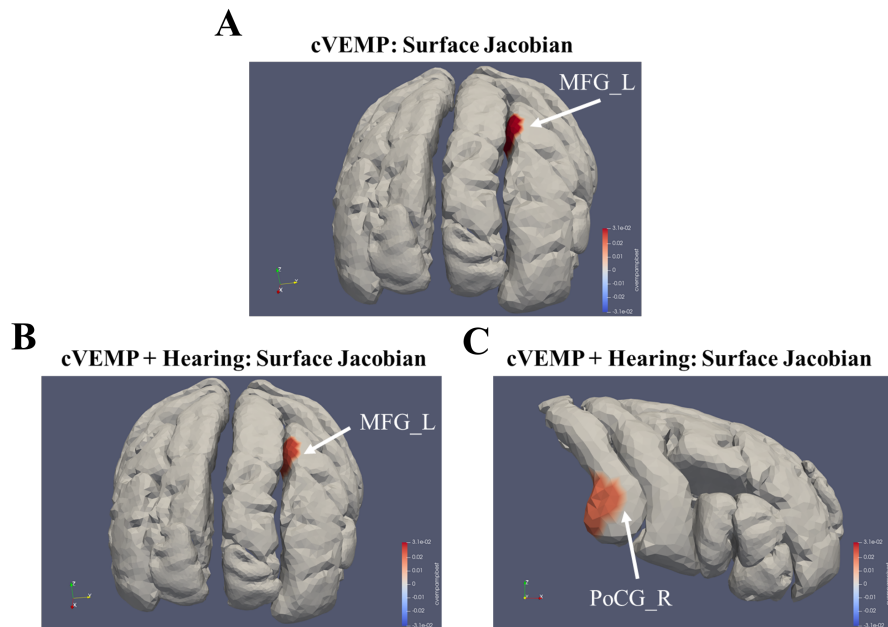 A
cVEMP: Surface Jacobian
MFG_L
3.1e-02
0.02
0.01
0
-0.01
-0.02
-3.1e-02
cvempampbest
Z
Y
X
B
cVEMP + Hearing: Surface Jacobian
MFG_L
3.1e-02
0.02
0.01
0
-0.01
-0.02
-3.1e-02
cvempampbest
Z
Y
X
C
cVEMP + Hearing: Surface Jacobian
PoCG_R
3.1e-02
0.02
0.01
0
-0.01
-0.02
-3.1e-02